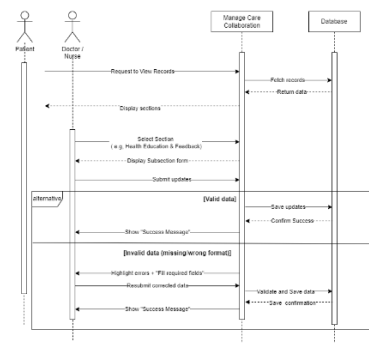 Manage Care
Collaboration
Database
Patient
Doctor /
Nurse
Request to View Records
Fetch records
Return data
Display sections
Select Section
(e.g. Health Education & Feedback)
Display Subsection form
Submit updates
alternative
[Valid data]
Save updates
Confirm Success
Show "Success Message"
[Invalid data (missing/wrong format)]
Highlight errors + "Fill required fields"
Resubmit corrected data
Validate and Save data
Save confirmation
Show "Success Message"